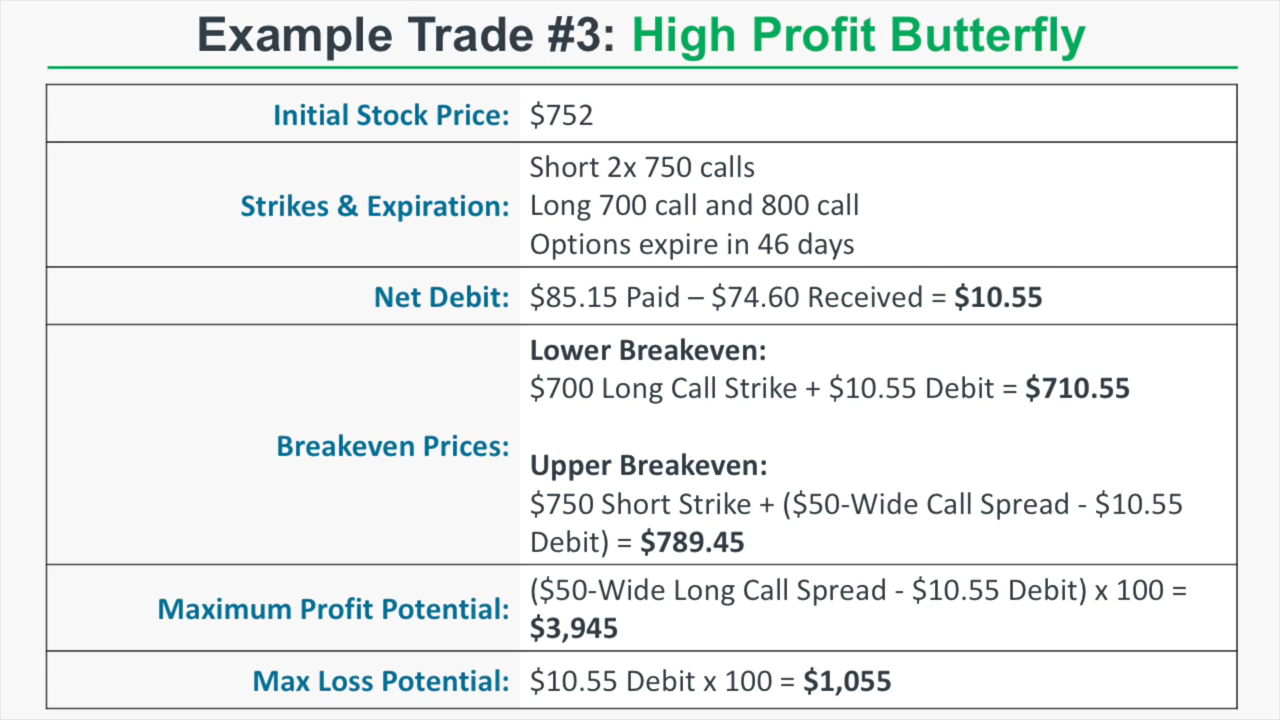 Example Trade #3: High Profit Butterfly
Initial Stock Price: $752
Strikes & Expiration:
Short 2x 750 calls
Long 700 call and 800 call
Options expire in 46 days
Net Debit: $85.15 Paid – $74.60 Received = $10.55
Breakeven Prices:
Lower Breakeven:
$700 Long Call Strike + $10.55 Debit = $710.55
Upper Breakeven:
$750 Short Strike + ($50-Wide Call Spread - $10.55
Debit) = $789.45
Maximum Profit Potential:
($50-Wide Long Call Spread - $10.55 Debit) x 100 =
$3,945
Max Loss Potential: $10.55 Debit x 100 = $1,055